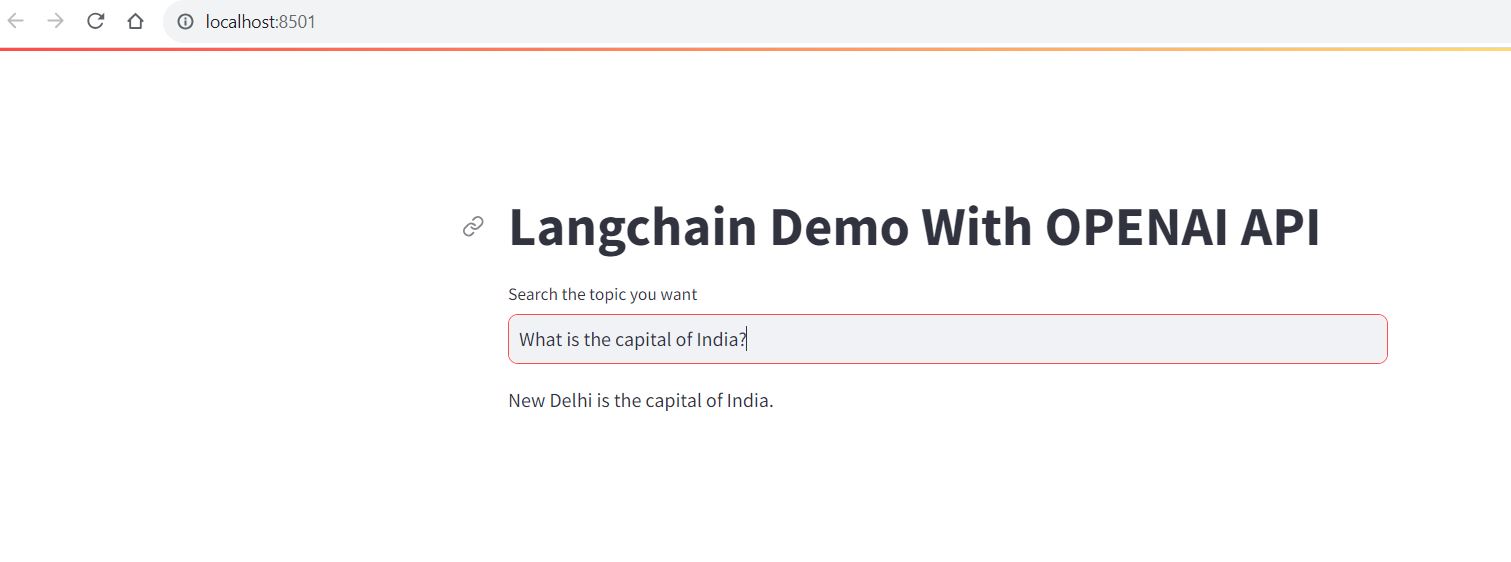 localhost:8501
Langchain Demo With OPENAI API
Search the topic you want
What is the capital of India?
New Delhi is the capital of India.